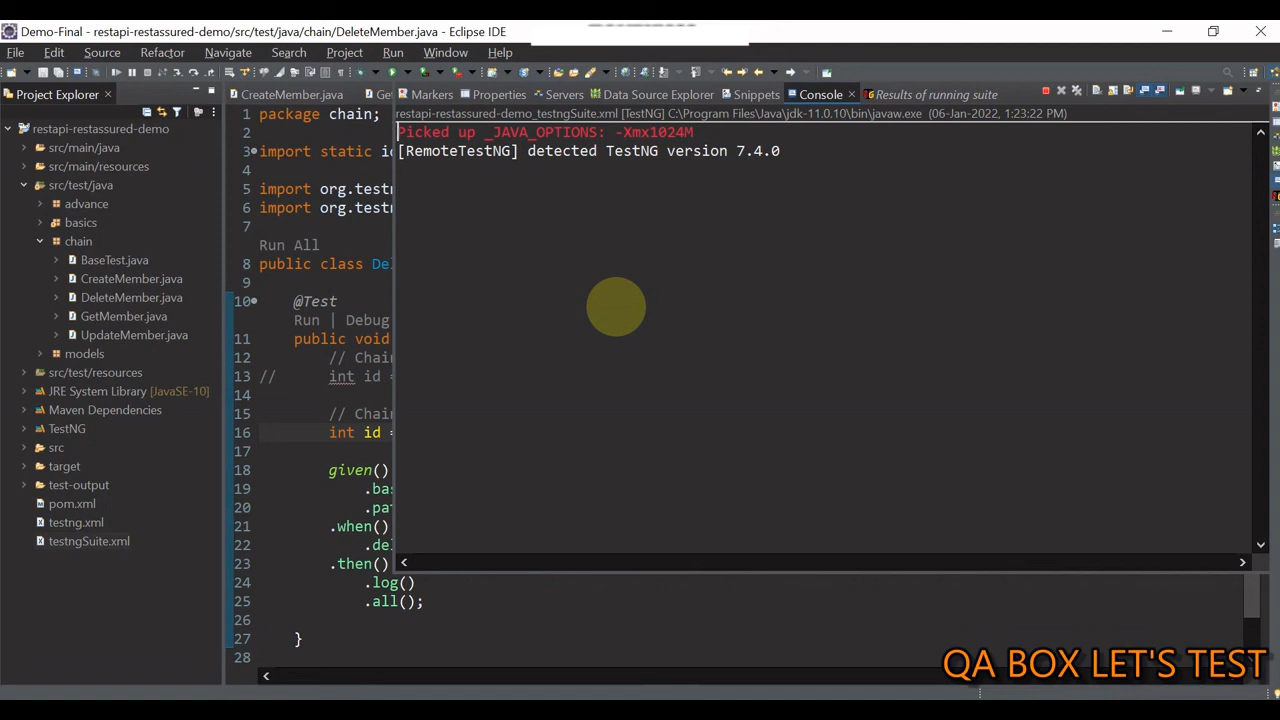 Demo-Final - restapi-restassured-demo/src/test/java/chain/DeleteMember.java - Eclipse IDE
File Edit Source Refactor Navigate Search Project Run Window Help
Project Explorer
CreateMember.java
Markers Properties Servers Data Source Explorer Snippets Console Results of running suite
restapi-restassured-demo_testngSuite.xml [TestNG] C:\Program Files\Java\jdk-11.0.10\bin\javaw.exe (06-Jan-2022, 1:23:22 PM)
Picked up _JAVA_OPTIONS: -Xmx1024M
[RemoteTestNG] detected TestNG version 7.4.0
restapi-restassured-demo
src/main/java
src/main/resources
src/test/java
advance
basics
chain
BaseTest.java
CreateMember.java
DeleteMember.java
GetMember.java
UpdateMember.java
models
src/test/resources
JRE System Library [JavaSE-10]
Maven Dependencies
TestNG
src
target
test-output
pom.xml
testng.xml
testngSuite.xml
1 package chain;
2
3 import static
4
5 import org.testn
6 import org.testn
7
Run All
8 public class De
9
10 @Test
Run | Debug
11 public void
12 // Chain
13 // int id =
14
15 // Chain
16 int id =
17
18 given()
19 .bas
20 .pat
21 .when()
22 .del
23 .then()
24 .log()
25 .all();
26
27 }
28
QA BOX LET'S TEST